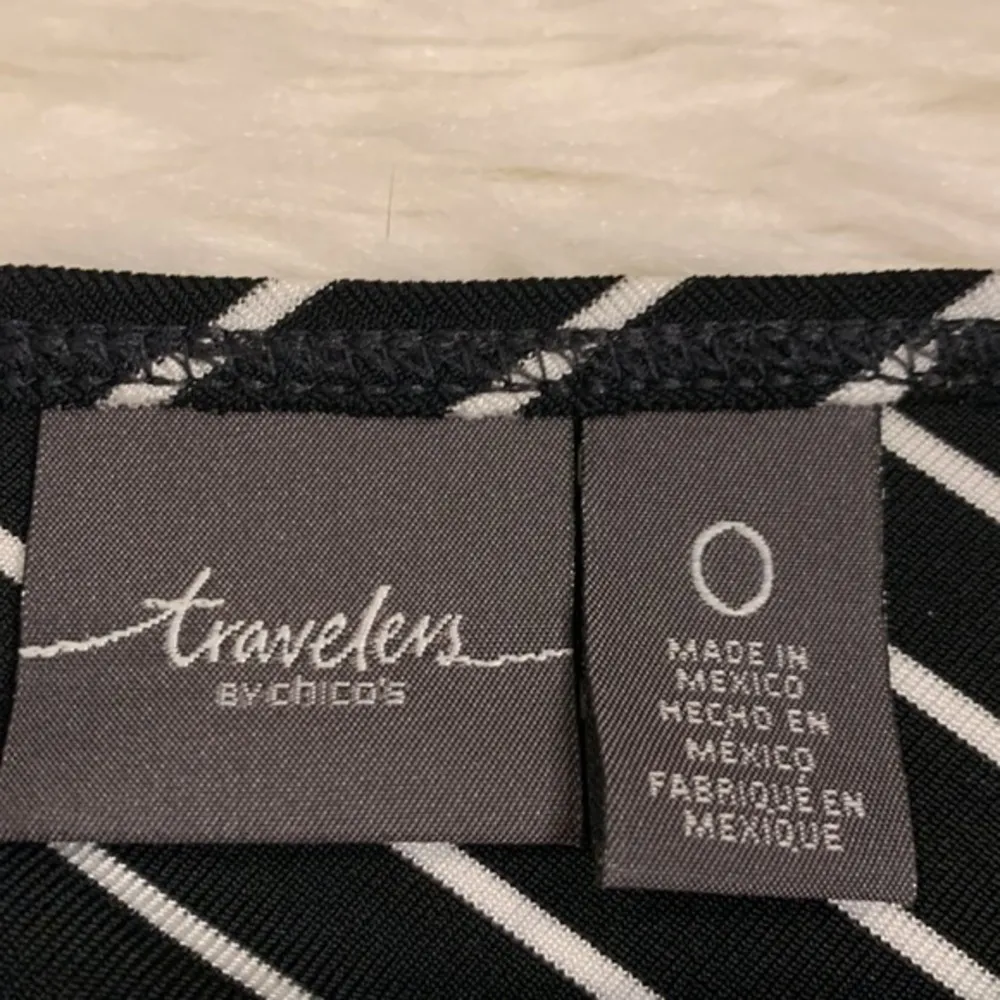 travelers
BY chico's
0
MADE IN
MEXICO
HECHO EN
MÉXICO
FABRIQUÉ EN
MEXIQUE